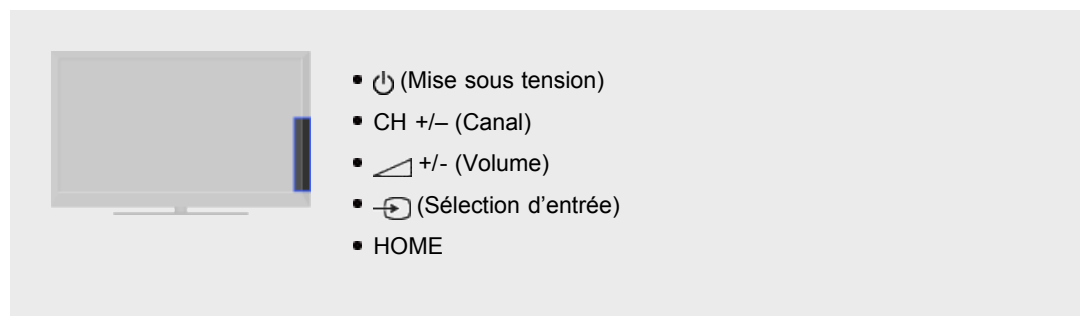 • ⏻ (Mise sous tension)
• CH +/– (Canal)
• +/- (Volume)
• (Sélection d’entrée)
• HOME